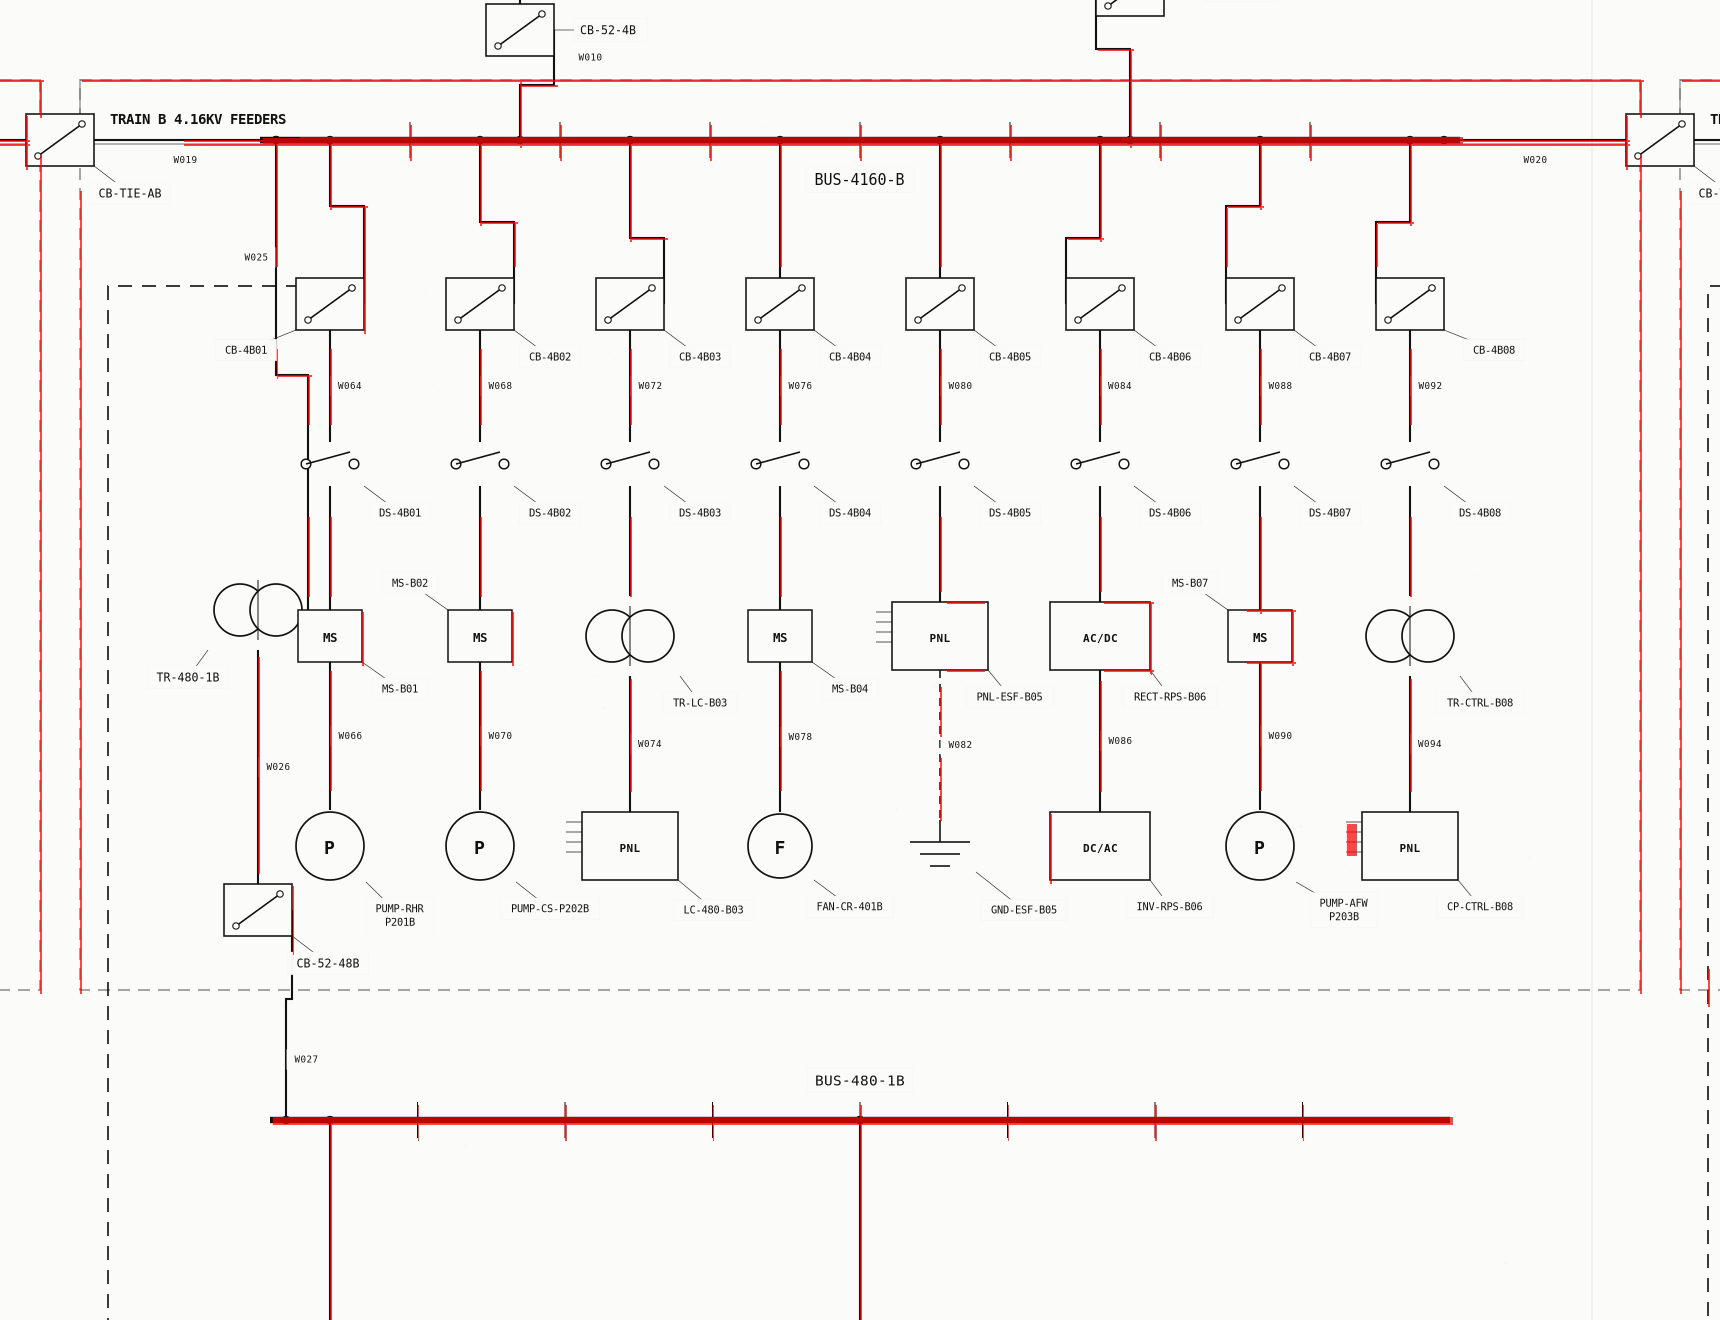 CB-52-4B
W010
TRAIN B 4.16KV FEEDERS
W019
W020
CB-TIE-AB
BUS-4160-B
CB-
W025
CB-4B01
CB-4B02
CB-4B03
CB-4B04
CB-4B05
CB-4B06
CB-4B07
CB-4B08
W064
W068
W072
W076
W080
W084
W088
W092
DS-4B01
DS-4B02
DS-4B03
DS-4B04
DS-4B05
DS-4B06
DS-4B07
DS-4B08
MS-B02
MS-B07
MS
MS
MS
PNL
AC/DC
MS
TR-480-1B
MS-B01
TR-LC-B03
MS-B04
PNL-ESF-B05
RECT-RPS-B06
TR-CTRL-B08
W066
W070
W074
W078
W082
W086
W090
W094
W026
P
P
PNL
F
DC/AC
P
PNL
PUMP-RHR
P201B
PUMP-CS-P202B
LC-480-B03
FAN-CR-401B
GND-ESF-B05
INV-RPS-B06
PUMP-AFW
P203B
CP-CTRL-B08
CB-52-48B
W027
BUS-480-1B